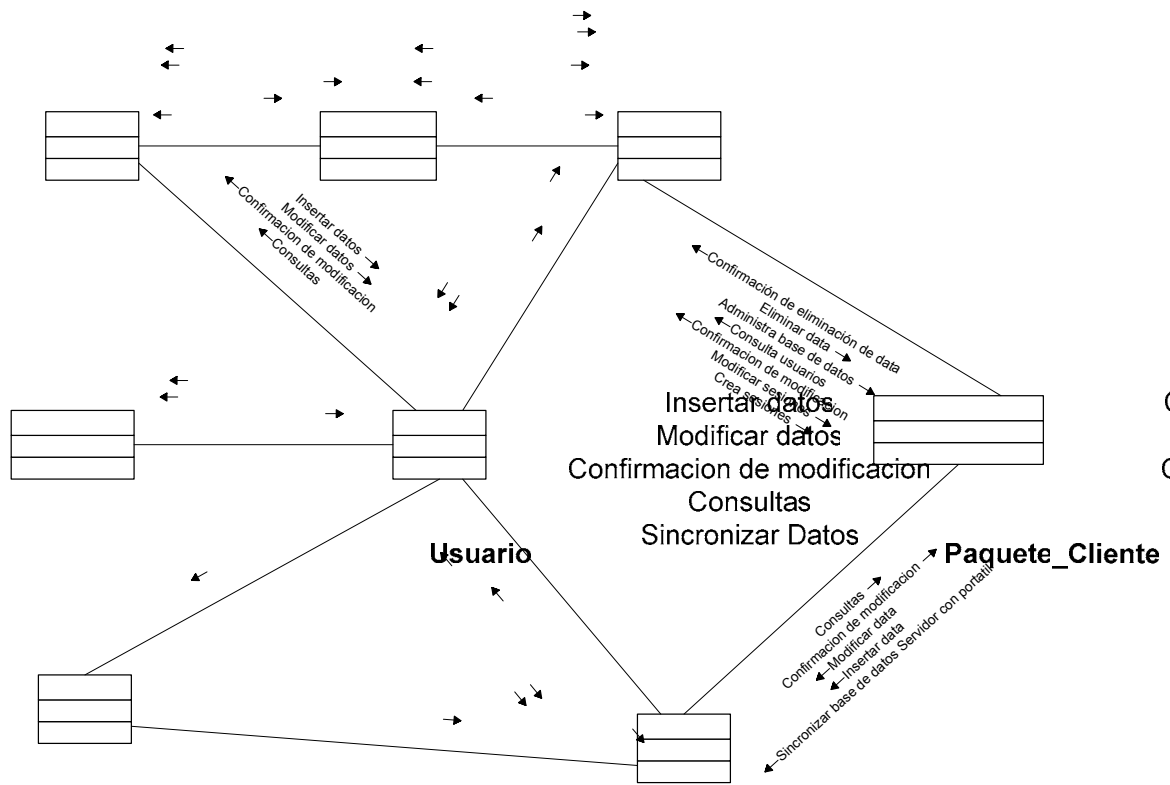 Insertar datos
Modificar datos
Confirmacion de modificacion
Consultas
Confirmación de eliminación de data
Eliminar data
Administra base de datos
Consulta usuarios
Confirmacion de modificacion
Modificar sesiones
Crea sesiones
Insertar datos
Modificar datos
Confirmacion de modificacion
Consultas
Sincronizar Datos
Usuario
Paquete_Cliente
Consultas
Confirmacion de modificacion
Modificar data
Insertar data
Sincronizar base de datos Servidor con portatil